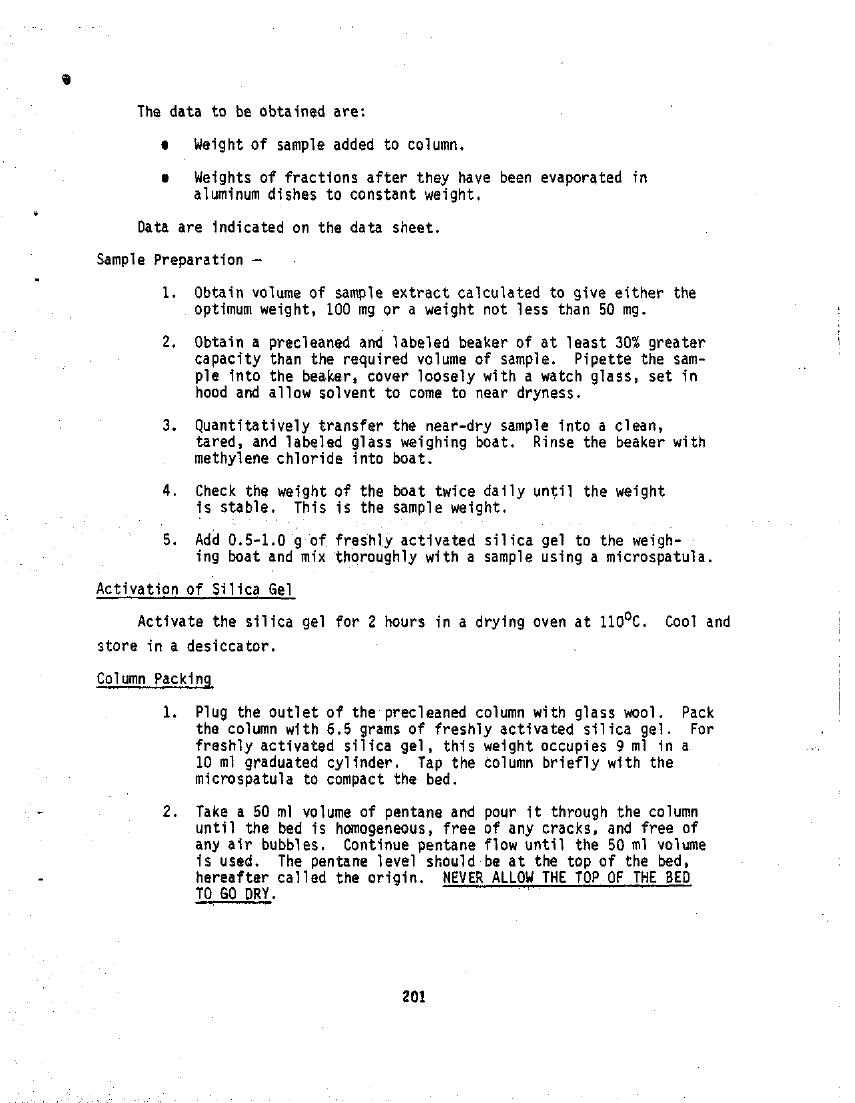 The data to be obtained are:
• Weight of sample added to column.
• Weights of fractions after they have been evaporated in
aluminum dishes to constant weight.
Data are indicated on the data sheet.
Sample Preparation —
1. Obtain volume of sample extract calculated to give either the
optimum weight, 100 mg or a weight not less than 50 mg.
2. Obtain a precleaned and labeled beaker of at least 30% greater
capacity than the required volume of sample. Pipette the sam-
ple into the beaker, cover loosely with a watch glass, set in
hood and allow solvent to come to near dryness.
3. Quantitatively transfer the near-dry sample into a clean,
tared, and labeled glass weighing boat. Rinse the beaker with
methylene chloride into boat.
4. Check the weight of the boat twice daily until the weight
is stable. This is the sample weight.
5. Add 0.5-1.0 g of freshly activated silica gel to the weigh-
ing boat and mix thoroughly with a sample using a microspatula.
Activation of Silica Gel
Activate the silica gel for 2 hours in a drying oven at 110°C. Cool and
store in a desiccator.
Column Packing
1. Plug the outlet of the precleaned column with glass wool. Pack
the column with 6.5 grams of freshly activated silica gel. For
freshly activated silica gel, this weight occupies 9 ml in a
10 ml graduated cylinder. Tap the column briefly with the
microspatula to compact the bed.
2. Take a 50 ml volume of pentane and pour it through the column
until the bed is homogeneous, free of any cracks, and free of
any air bubbles. Continue pentane flow until the 50 ml volume
is used. The pentane level should be at the top of the bed,
hereafter called the origin. NEVER ALLOW THE TOP OF THE BED
TO GO DRY.
201